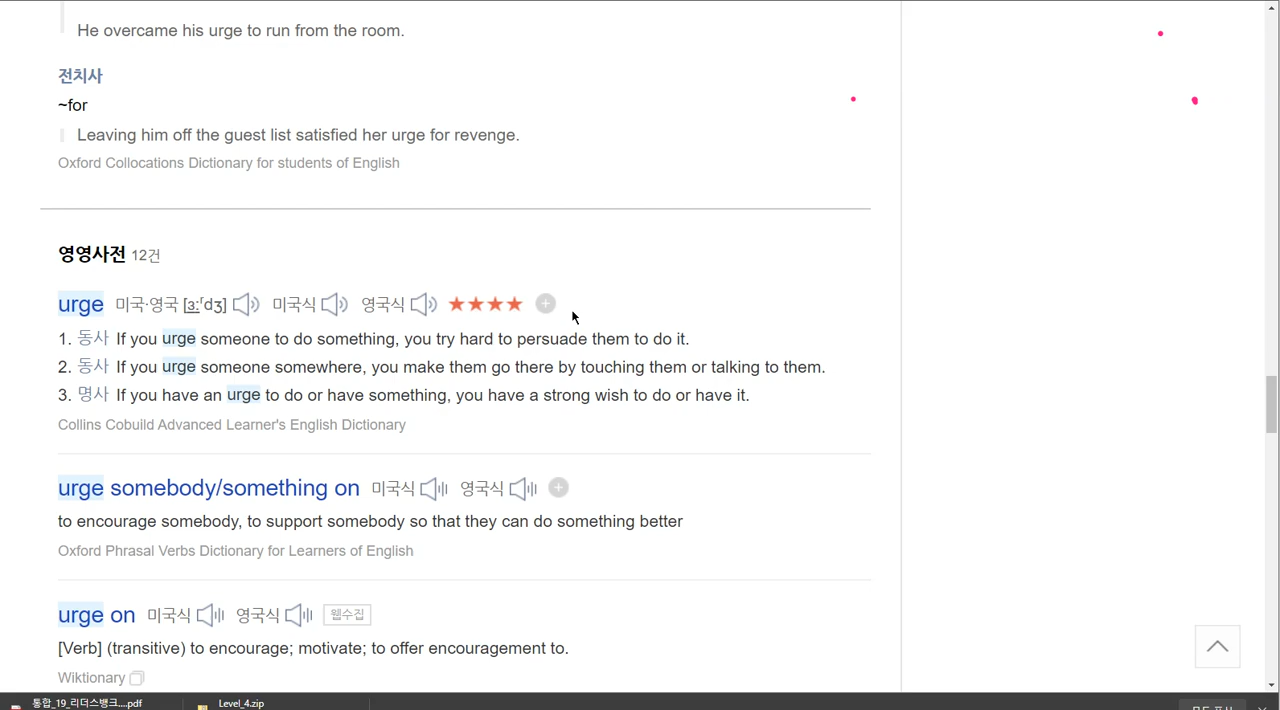 He overcame his urge to run from the room.
전치사
~for
Leaving him off the guest list satisfied her urge for revenge.
Oxford Collocations Dictionary for students of English
영영사전 12건
urge 미국·영국 [ɜːʳdʒ] 미국식 영국식 ★★★★
1. 동사 If you urge someone to do something, you try hard to persuade them to do it.
2. 동사 If you urge someone somewhere, you make them go there by touching them or talking to them.
3. 명사 If you have an urge to do or have something, you have a strong wish to do or have it.
Collins Cobuild Advanced Learner's English Dictionary
urge somebody/something on 미국식 영국식
to encourage somebody, to support somebody so that they can do something better
Oxford Phrasal Verbs Dictionary for Learners of English
urge on 미국식 영국식 웹수집
[Verb] (transitive) to encourage; motivate; to offer encouragement to.
Wiktionary
통합_19_리더스뱅크....pdf Level_4.zip